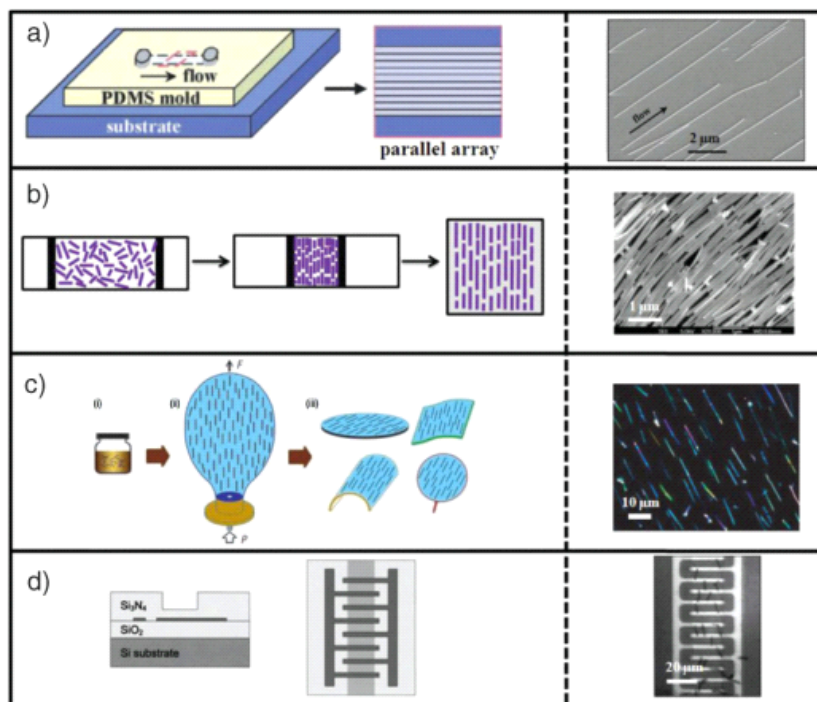 a)
flow
PDMS mold
substrate
parallel array
flow
2 μm
b)
1 μm
c)
(i)
(ii)
F
(iii)
P
10 μm
d)
Si₃N₄
SiO₂
Si substrate
20 μm